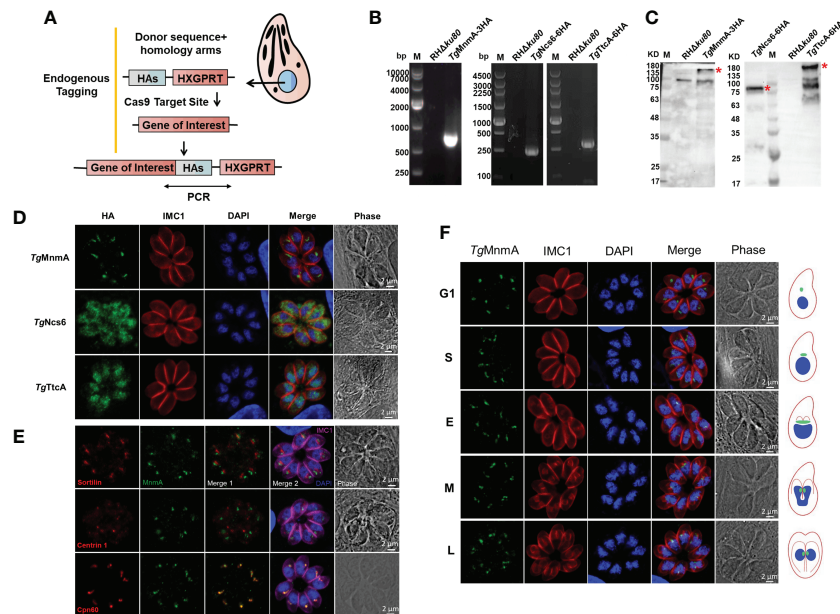 A
Donor sequence+
homology arms
Endogenous
Tagging
HAs
HXGPRT
Cas9 Target Site
Gene of Interest
Gene of Interest
HAs
HXGPRT
PCR
B
M
RHΔku80
TgMnmA-3HA
bp
10000
7000
4000
2000
1000
500
250
M
RHΔku80
TgNcs6-6HA
M
RHΔku80
TgTtcA-6HA
bp
4500
3000
2250
1500
1000
750
500
250
100
C
KD
M
RHΔku80
TgMnmA-3HA
180
135
100
75
63
48
35
25
17
*
KD
TgNcs6-6HA
M
RHΔku80
TgTtcA-6HA
180
135
100
75
63
48
35
25
17
*
*
D
HA
IMC1
DAPI
Merge
Phase
TgMnmA
2 μm
TgNcs6
2 μm
TgTtcA
2 μm
E
Sortilin
MnmA
Merge 1
Merge 2
IMC1
DAPI
Phase
2 μm
Centrin 1
2 μm
Cpn60
2 μm
F
TgMnmA
IMC1
DAPI
Merge
Phase
G1
2 μm
S
2 μm
E
2 μm
M
2 μm
L
2 μm